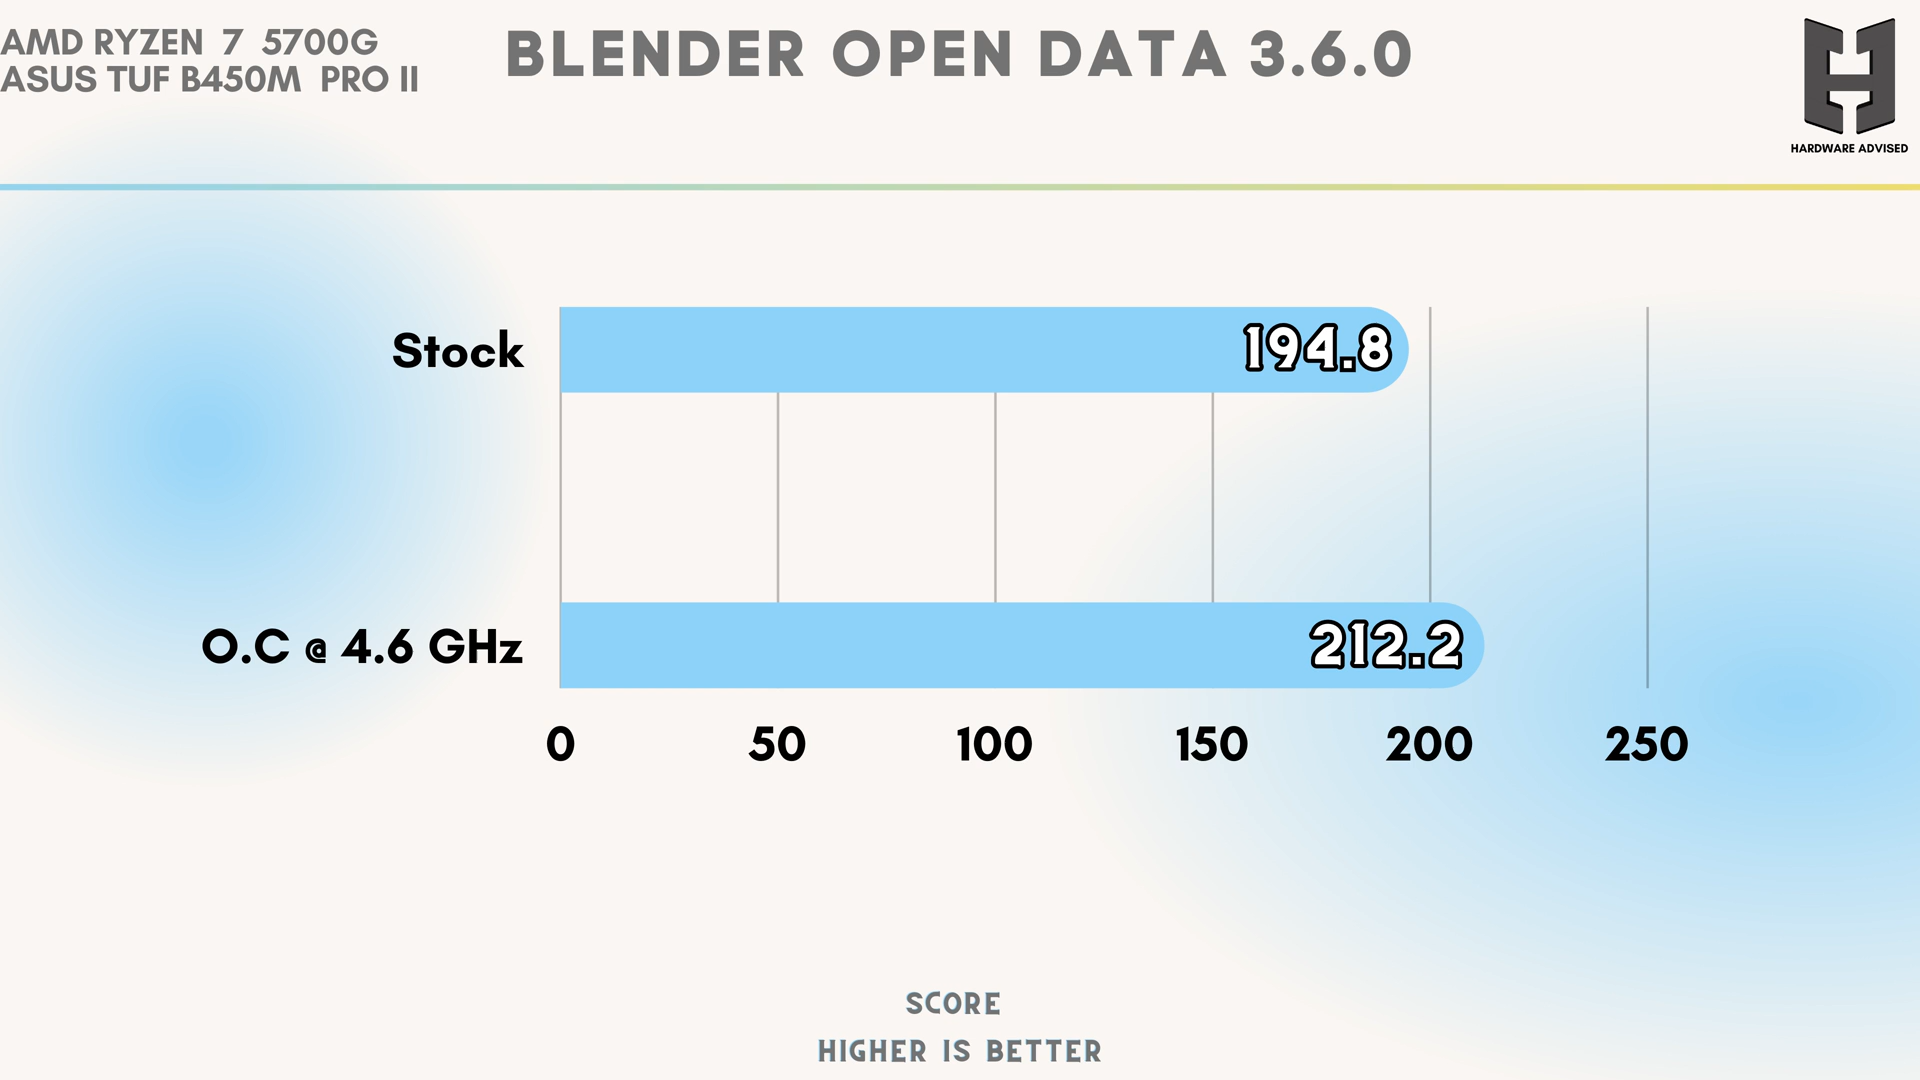 AMD RYZEN 7 5700G
ASUS TUF B450M PRO II
BLENDER OPEN DATA 3.6.0
HARDWARE ADVISED
Stock
194.8
O.C @ 4.6 GHz
212.2
0 50 100 150 200 250
SCORE
HIGHER IS BETTER